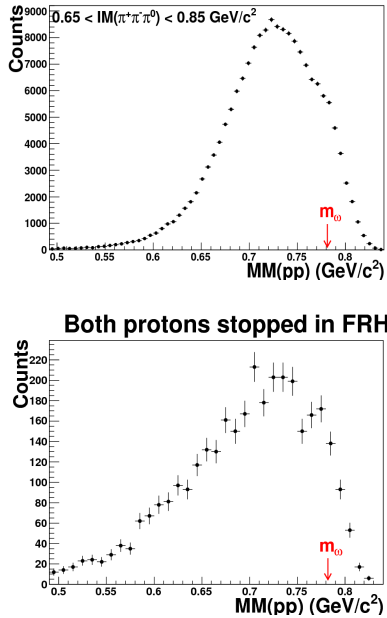 0.65 < IM(π⁺π⁻π⁰) < 0.85 GeV/c²
Counts
9000
8000
7000
6000
5000
4000
3000
2000
1000
0
mω
0.5 0.55 0.6 0.65 0.7 0.75 0.8
MM(pp) (GeV/c²)
Both protons stopped in FRH
Counts
220
200
180
160
140
120
100
80
60
40
20
0
mω
0.5 0.55 0.6 0.65 0.7 0.75 0.8
MM(pp) (GeV/c²)